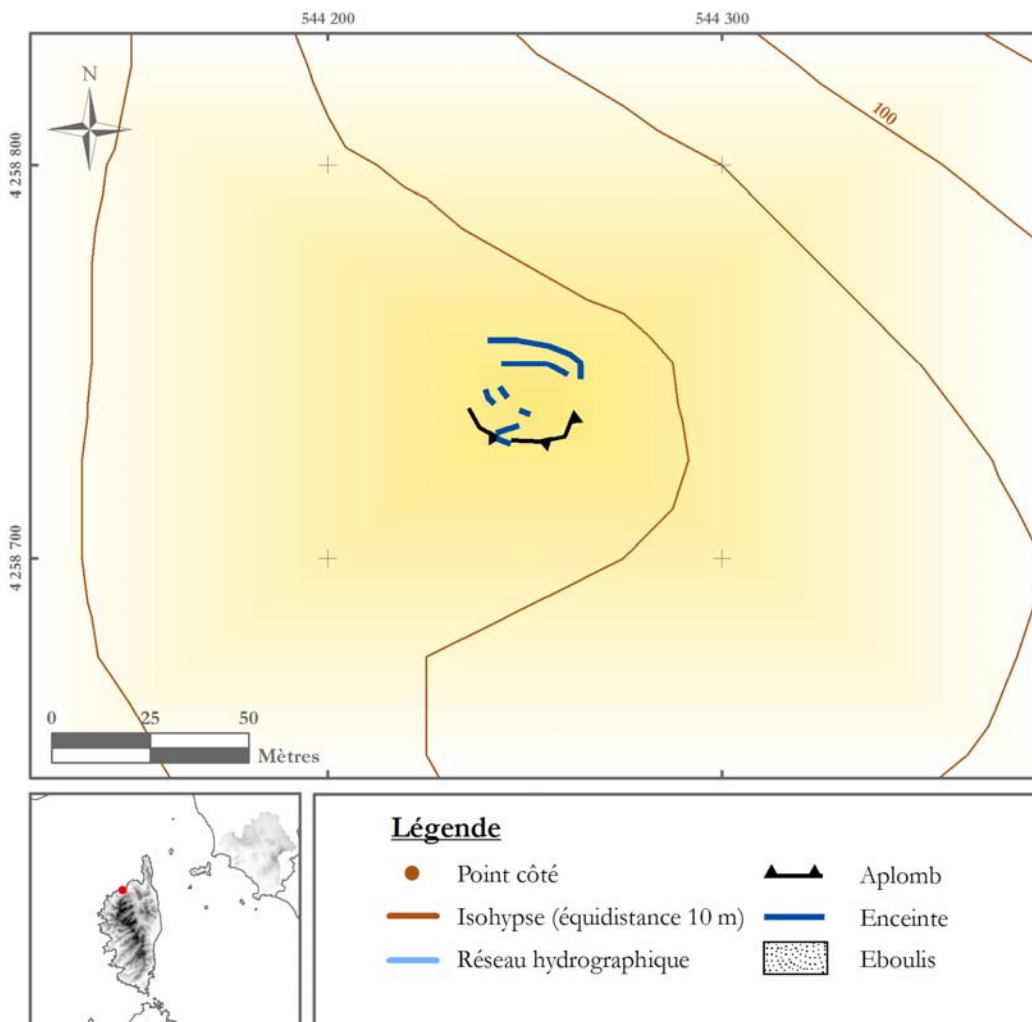 544 200
544 300
N
100
4 258 800
4 258 700
0 25 50
Mètres
Légende
Point côté
Isohypse (équidistance 10 m)
Réseau hydrographique
Aplomb
Enceinte
Eboulis